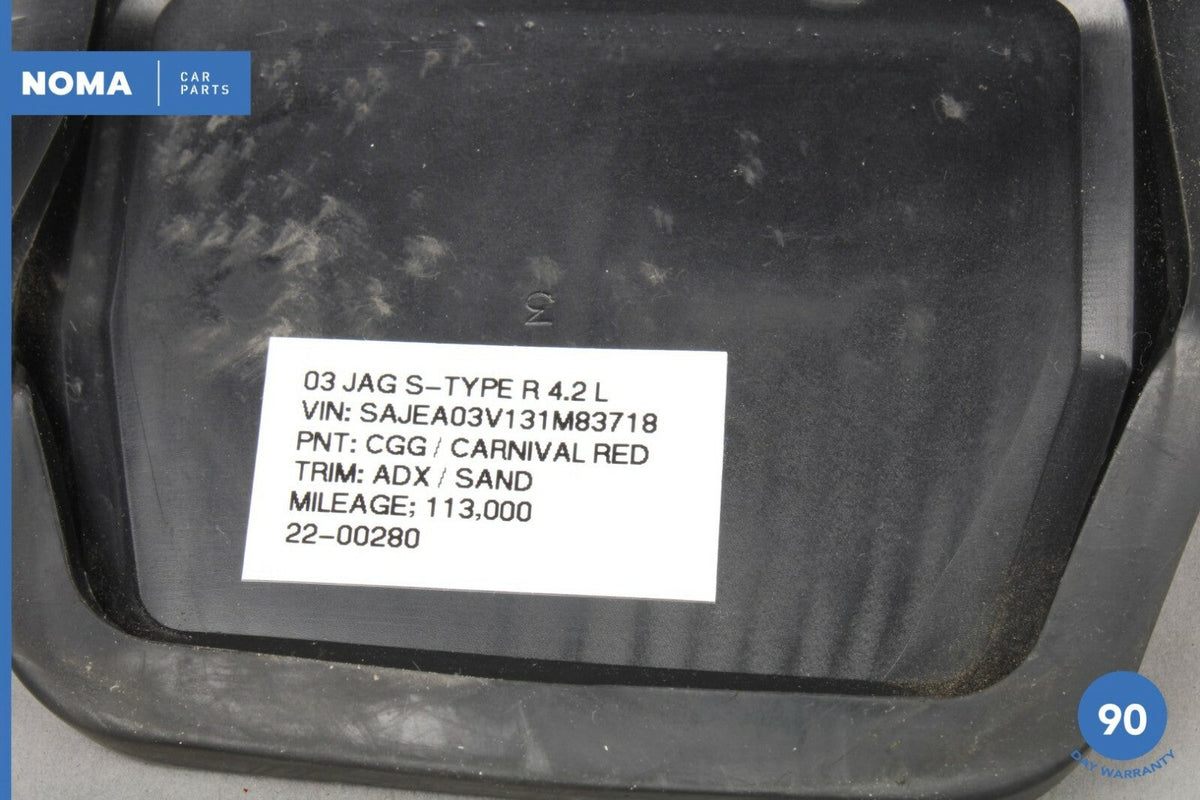 NOMA
CAR
PARTS
03 JAG S-TYPE R 4.2 L
VIN: SAJEA03V131M83718
PNT: CGG / CARNIVAL RED
TRIM: ADX / SAND
MILEAGE; 113,000
22-00280
90
DAY WARRANTY